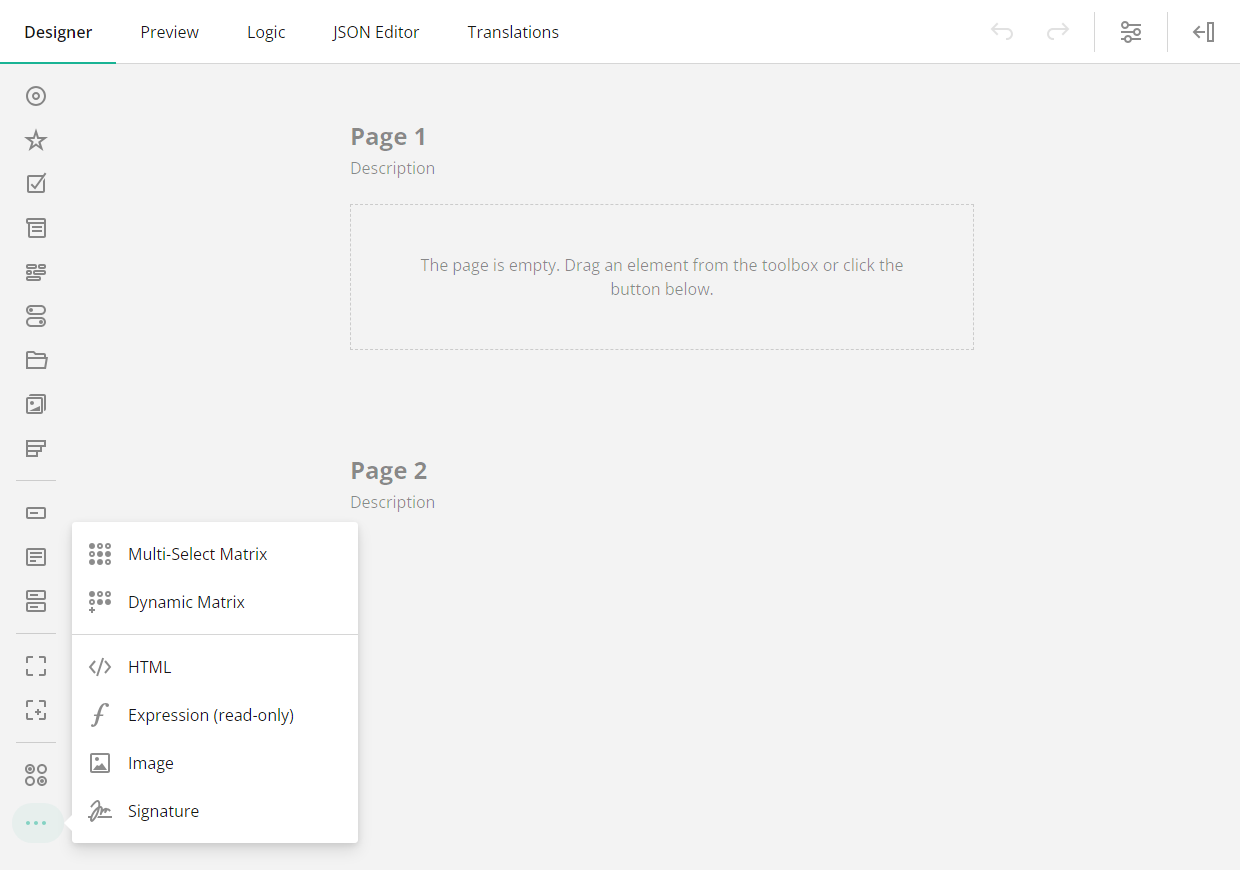 Designer Preview Logic JSON Editor Translations
Page 1
Description
The page is empty. Drag an element from the toolbox or click the
button below.
Page 2
Description
Multi-Select Matrix
Dynamic Matrix
HTML
Expression (read-only)
Image
Signature